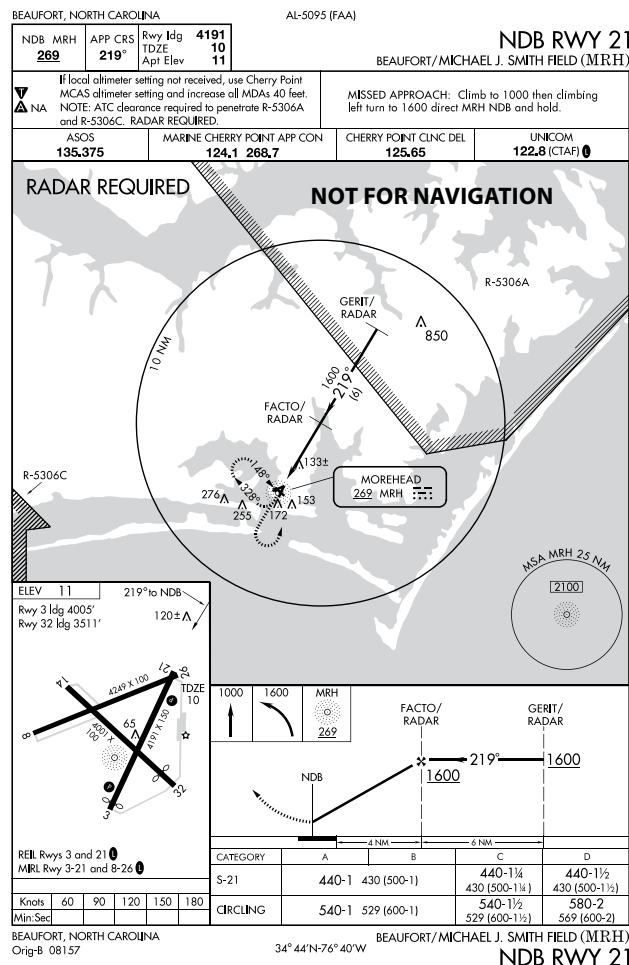 BEAUFORT, NORTH CAROLINA
AL-5095 (FAA)
NDB MRH
269
APP CRS
219°
Rwy ldg 4191
TDZE 10
Apt Elev 11
NDB RWY 21
BEAUFORT/MICHAEL J. SMITH FIELD (MRH)
T
A NA
If local altimeter setting not received, use Cherry Point
MCAS altimeter setting and increase all MDAs 40 feet.
NOTE: ATC clearance required to penetrate R-5306A
and R-5306C. RADAR REQUIRED.
MISSED APPROACH: Climb to 1000 then climbing
left turn to 1600 direct MRH NDB and hold.
ASOS
135.375
MARINE CHERRY POINT APP CON
124.1 268.7
CHERRY POINT CLNC DEL
125.65
UNICOM
122.8 (CTAF) L
RADAR REQUIRED
NOT FOR NAVIGATION
R-5306A
GERIT/
RADAR
850
10 NM
1600
219°
(6)
FACTO/
RADAR
133±
148°
328°
MOREHEAD
269 MRH
R-5306C
276
255
172
153
MSA MRH 25 NM
2100
ELEV 11
219° to NDB
Rwy 3 ldg 4005'
Rwy 32 ldg 3511'
120±
14
21
26
4249 X 100
TDZE
10
A
65
4001 X
100
4191 X 150
8
A
32
3
REIL Rwys 3 and 21 L
MIRL Rwy 3-21 and 8-26 L
Knots 60 90 120 150 180
Min:Sec
1000
1600
MRH
269
FACTO/
RADAR
GERIT/
RADAR
219°
1600
1600
NDB
4 NM
6 NM
CATEGORY A B C D
S-21 440-1 430 (500-1) 440-1¼ 430 (500-1¼) 440-1½ 430 (500-1½)
CIRCLING 540-1 529 (600-1) 540-1½ 529 (600-1½) 580-2 569 (600-2)
BEAUFORT, NORTH CAROLINA
Orig-B 08157
34°44'N-76°40'W
BEAUFORT/MICHAEL J. SMITH FIELD (MRH)
NDB RWY 21